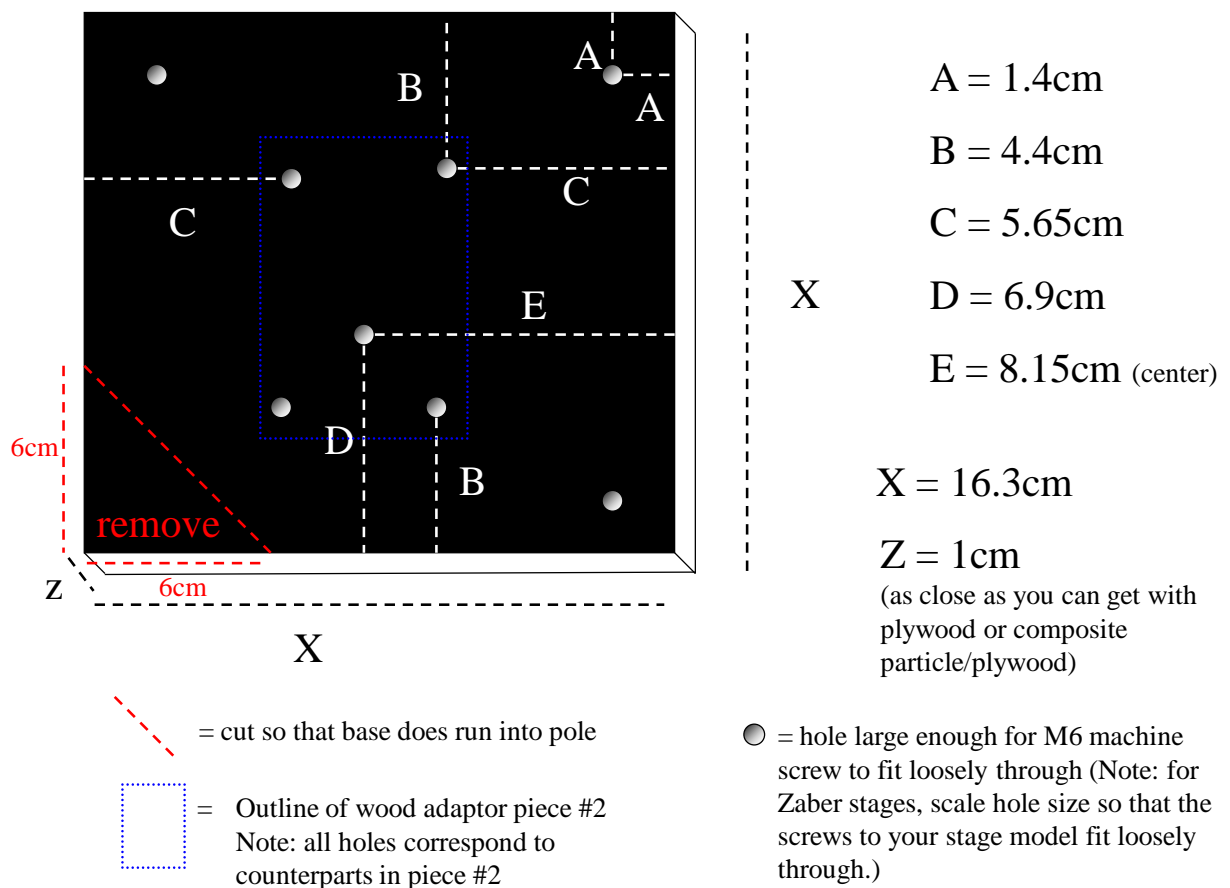 A
A
B
C
C
E
D
B
X
6cm
remove
6cm
z
X
A = 1.4cm
B = 4.4cm
C = 5.65cm
D = 6.9cm
E = 8.15cm (center)
X = 16.3cm
Z = 1cm
(as close as you can get with
plywood or composite
particle/plywood)
= cut so that base does run into pole
= Outline of wood adaptor piece #2
Note: all holes correspond to
counterparts in piece #2
= hole large enough for M6 machine
screw to fit loosely through (Note: for
Zaber stages, scale hole size so that the
screws to your stage model fit loosely
through.)